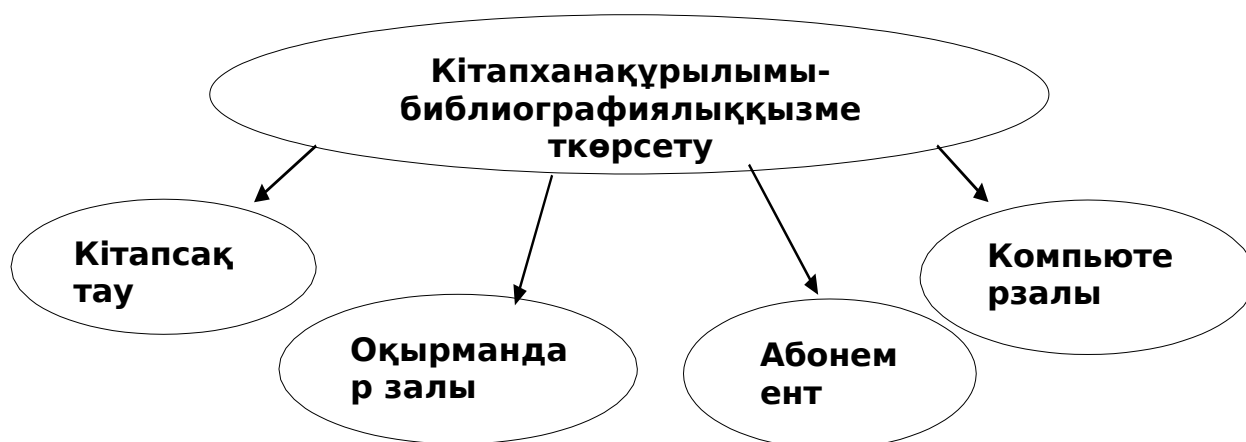 Кітапханақұрылымы-
библиографиялыққызме
ткөрсету
Кітапсақ
тау
Оқырманда
р залы
Абонем
ент
Компьюте
рзалы